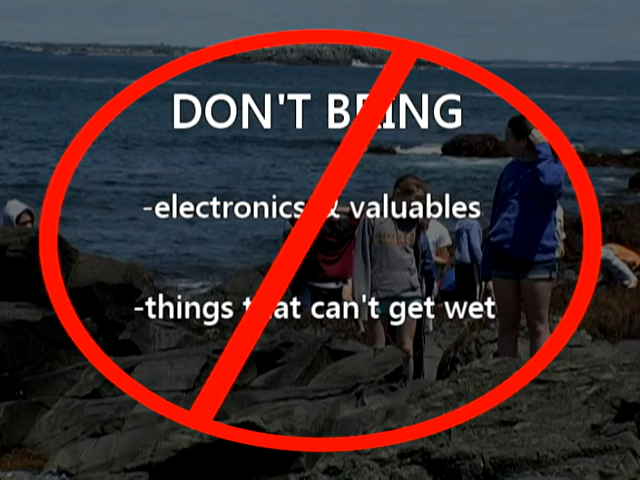 DON'T BRING
-electronics & valuables
-things that can't get wet